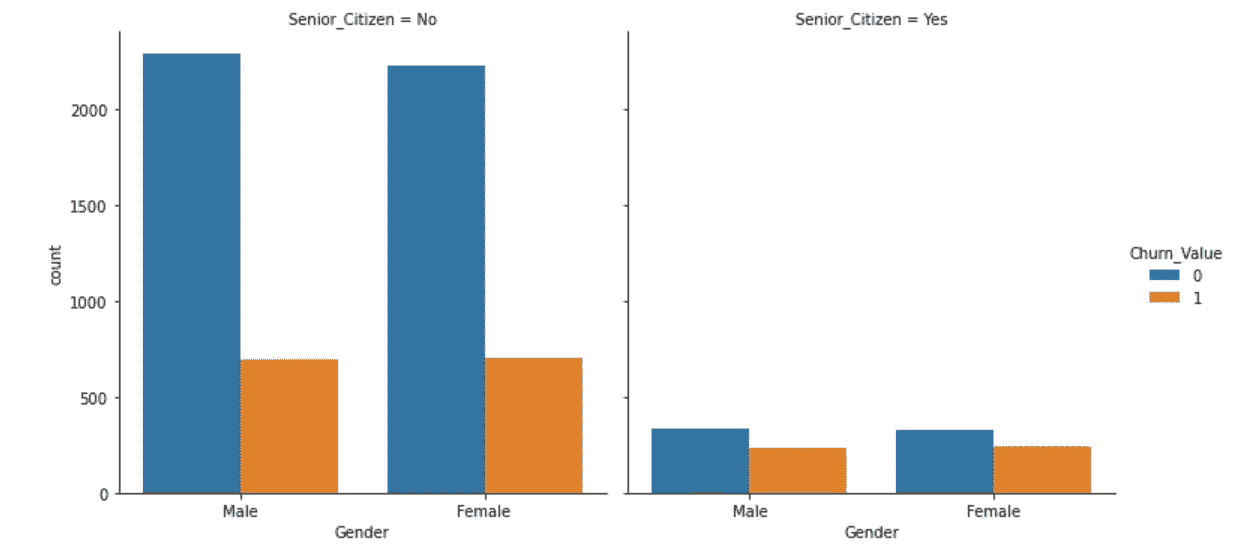 Senior_Citizen = No
Senior_Citizen = Yes
2000
1500
1000
500
0
count
Male
Female
Gender
Male
Female
Gender
Churn_Value
0
1